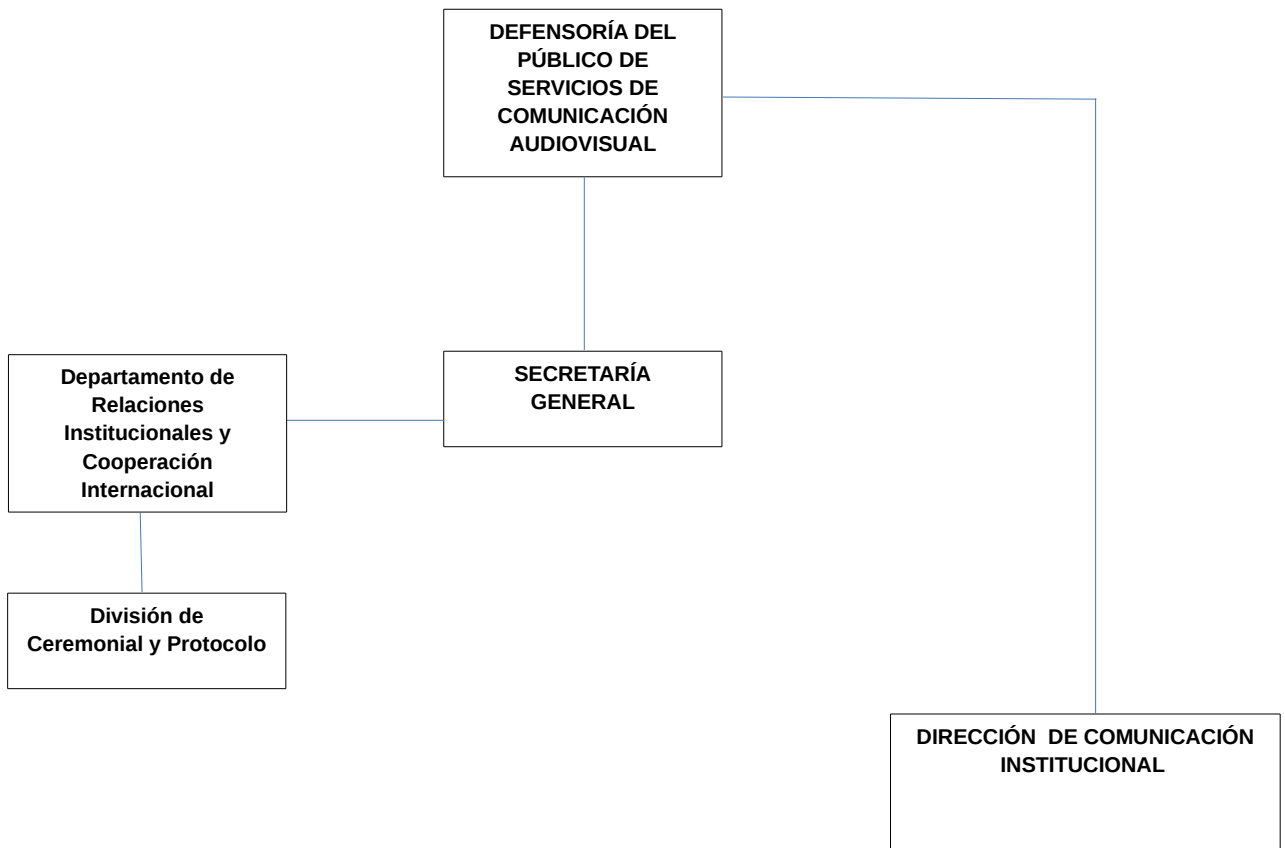 DEFENSORÍA DEL
PÚBLICO DE
SERVICIOS DE
COMUNICACIÓN
AUDIOVISUAL
SECRETARÍA
GENERAL
Departamento de
Relaciones
Institucionales y
Cooperación
Internacional
División de
Ceremonial y Protocolo
DIRECCIÓN  DE COMUNICACIÓN
INSTITUCIONAL